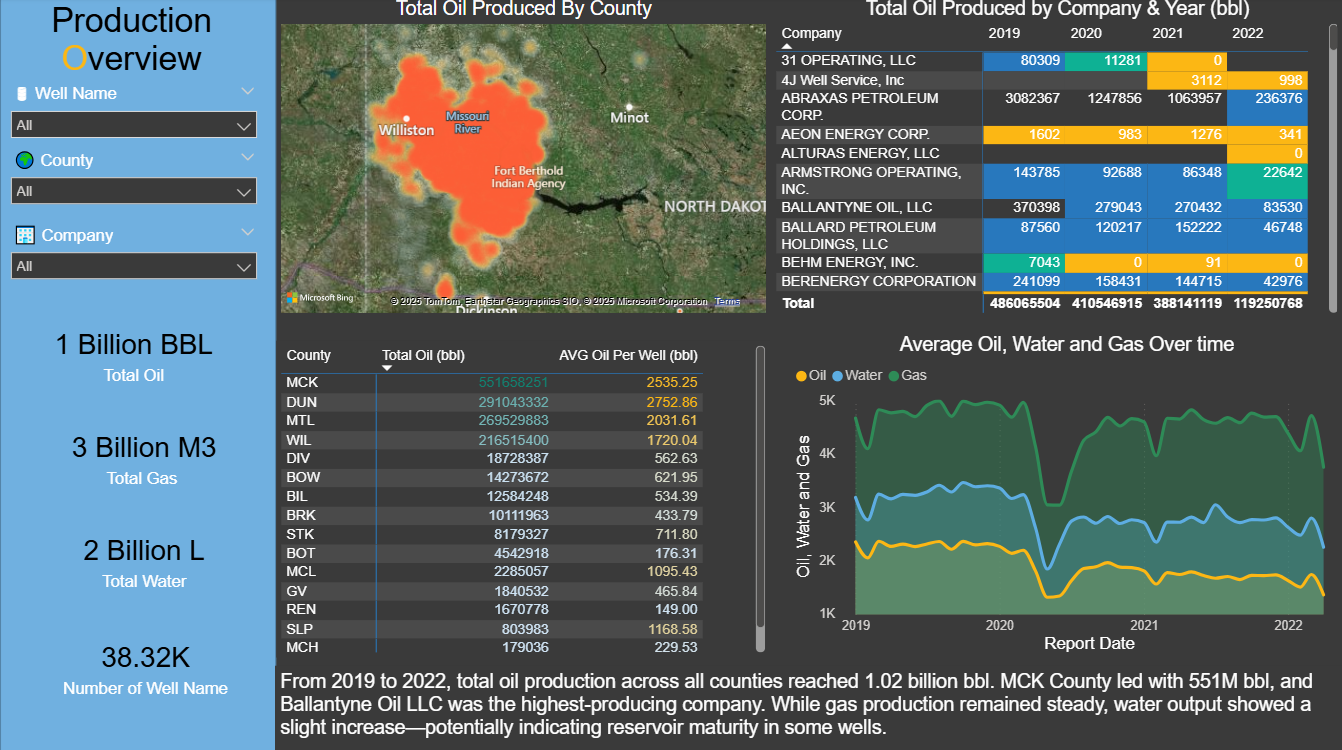 Production
Overview
Well Name
All
County
All
Company
All
1 Billion BBL
Total Oil
3 Billion M3
Total Gas
2 Billion L
Total Water
38.32K
Number of Well Name
Total Oil Produced By County
Williston
Missouri
River
Minot
Fort Berthold
Indian Agency
NORTH DAKOT
Dickinson
Microsoft Bing
© 2025 TomTom, Earthstar Geographics SIO, © 2025 Microsoft Corporation Terms
Total Oil Produced by Company & Year (bbl)
Company 2019 2020 2021 2022
31 OPERATING, LLC 80309 11281 0
4J Well Service, Inc 3112 998
ABRAXAS PETROLEUM 3082367 1247856 1063957 236376
CORP.
AEON ENERGY CORP. 1602 983 1276 341
ALTURAS ENERGY, LLC 0
ARMSTRONG OPERATING, 143785 92688 86348 22642
INC.
BALLANTYNE OIL, LLC 370398 279043 270432 83530
BALLARD PETROLEUM 87560 120217 152222 46748
HOLDINGS, LLC
BEHM ENERGY, INC. 7043 0 91 0
BERENERGY CORPORATION 241099 158431 144715 42976
Total 486065504 410546915 388141119 119250768
County Total Oil (bbl) AVG Oil Per Well (bbl)
MCK 551658251 2535.25
DUN 291043332 2752.86
MTL 269529883 2031.61
WIL 216515400 1720.04
DIV 18728387 562.63
BOW 14273672 621.95
BIL 12584248 534.39
BRK 10111963 433.79
STK 8179327 711.80
BOT 4542918 176.31
MCL 2285057 1095.43
GV 1840532 465.84
REN 1670778 149.00
SLP 803983 1168.58
MCH 179036 229.53
Average Oil, Water and Gas Over time
Oil Water Gas
Oil, Water and Gas
5K
4K
3K
2K
1K
2019 2020 2021 2022
Report Date
From 2019 to 2022, total oil production across all counties reached 1.02 billion bbl. MCK County led with 551M bbl, and
Ballantyne Oil LLC was the highest-producing company. While gas production remained steady, water output showed a
slight increase—potentially indicating reservoir maturity in some wells.